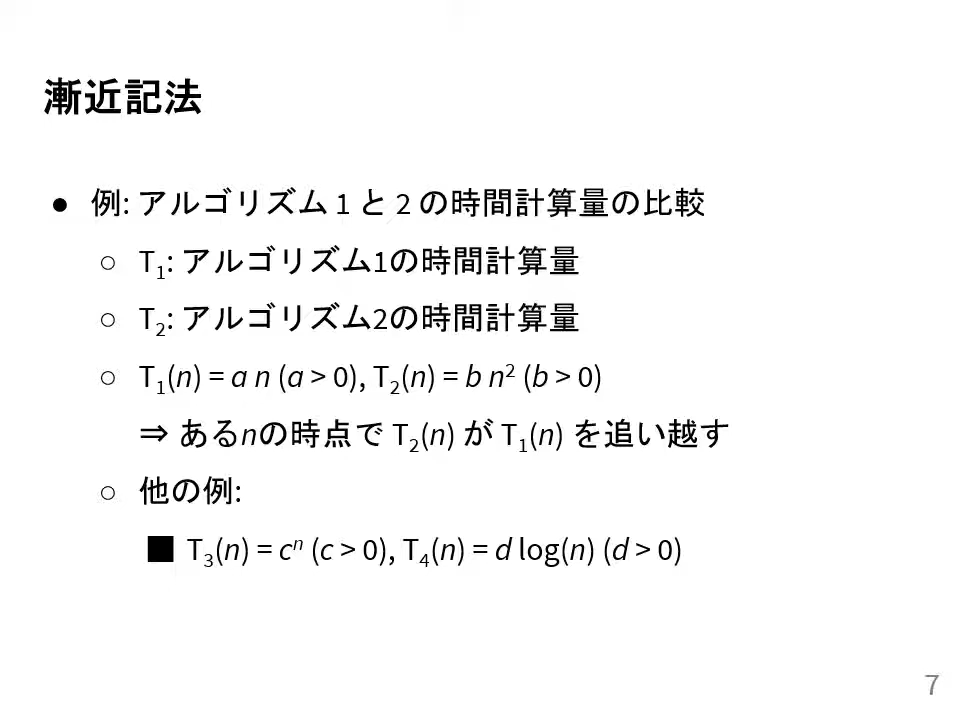 漸近記法
● 例: アルゴリズム 1 と 2 の時間計算量の比較
○ T₁: アルゴリズム1の時間計算量
○ T₂: アルゴリズム2の時間計算量
○ T₁(n) = a n (a > 0), T₂(n) = b n² (b > 0)
⇒ あるnの時点で T₂(n) が T₁(n) を追い越す
○ 他の例:
■ T₃(n) = cⁿ (c > 0), T₄(n) = d log(n) (d > 0)
7